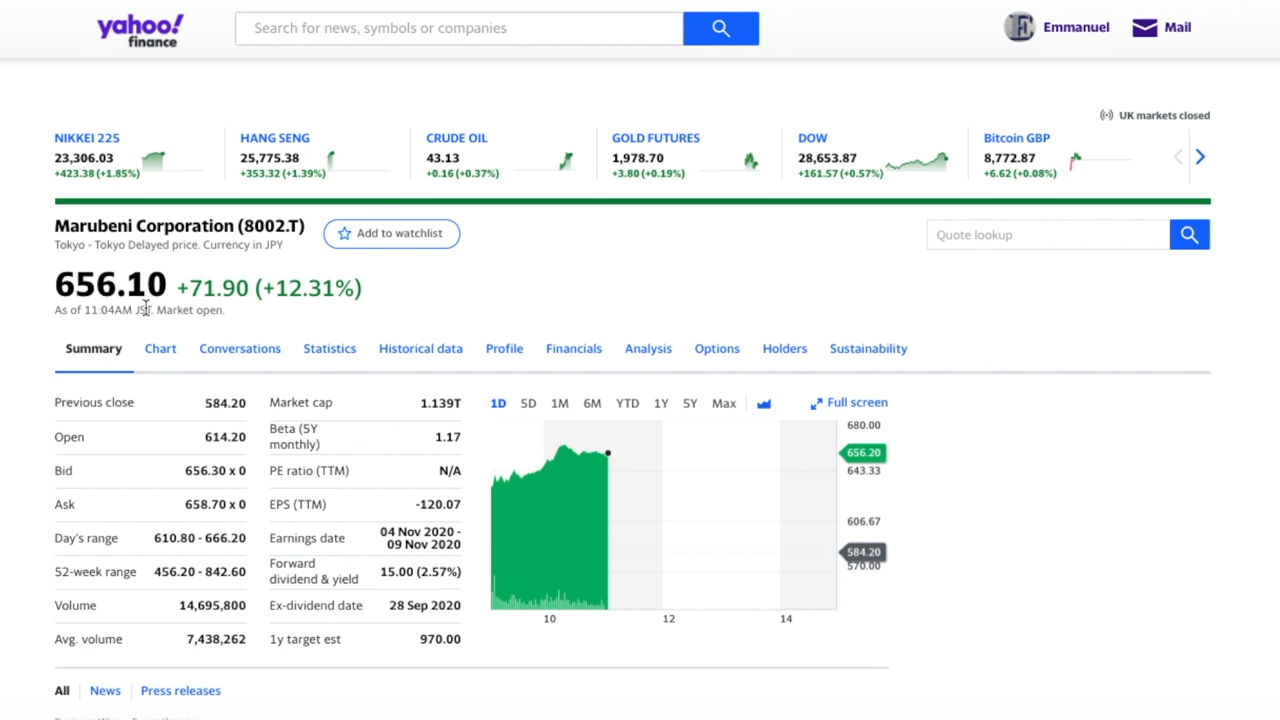 yahoo!
finance
Search for news, symbols or companies
Emmanuel
Mail
UK markets closed
NIKKEI 225
23,306.03
+423.38 (+1.85%)
HANG SENG
25,775.38
+353.32 (+1.39%)
CRUDE OIL
43.13
+0.16 (+0.37%)
GOLD FUTURES
1,978.70
+3.80 (+0.19%)
DOW
28,653.87
+161.57 (+0.57%)
Bitcoin GBP
8,772.87
+6.62 (+0.08%)
Marubeni Corporation (8002.T)
Add to watchlist
Quote lookup
Tokyo - Tokyo Delayed price. Currency in JPY
656.10 +71.90 (+12.31%)
As of 11:04AM JST. Market open.
Summary Chart Conversations Statistics Historical data Profile Financials Analysis Options Holders Sustainability
Previous close 584.20
Open 614.20
Bid 656.30 x 0
Ask 658.70 x 0
Day's range 610.80 - 666.20
52-week range 456.20 - 842.60
Volume 14,695,800
Avg. volume 7,438,262
Market cap 1.139T
Beta (5Y
monthly) 1.17
PE ratio (TTM) N/A
EPS (TTM) -120.07
Earnings date 04 Nov 2020 -
09 Nov 2020
Forward
dividend & yield 15.00 (2.57%)
Ex-dividend date 28 Sep 2020
1y target est 970.00
1D 5D 1M 6M YTD 1Y 5Y Max Full screen
680.00
656.20
643.33
606.67
584.20
570.00
10 12 14
All News Press releases